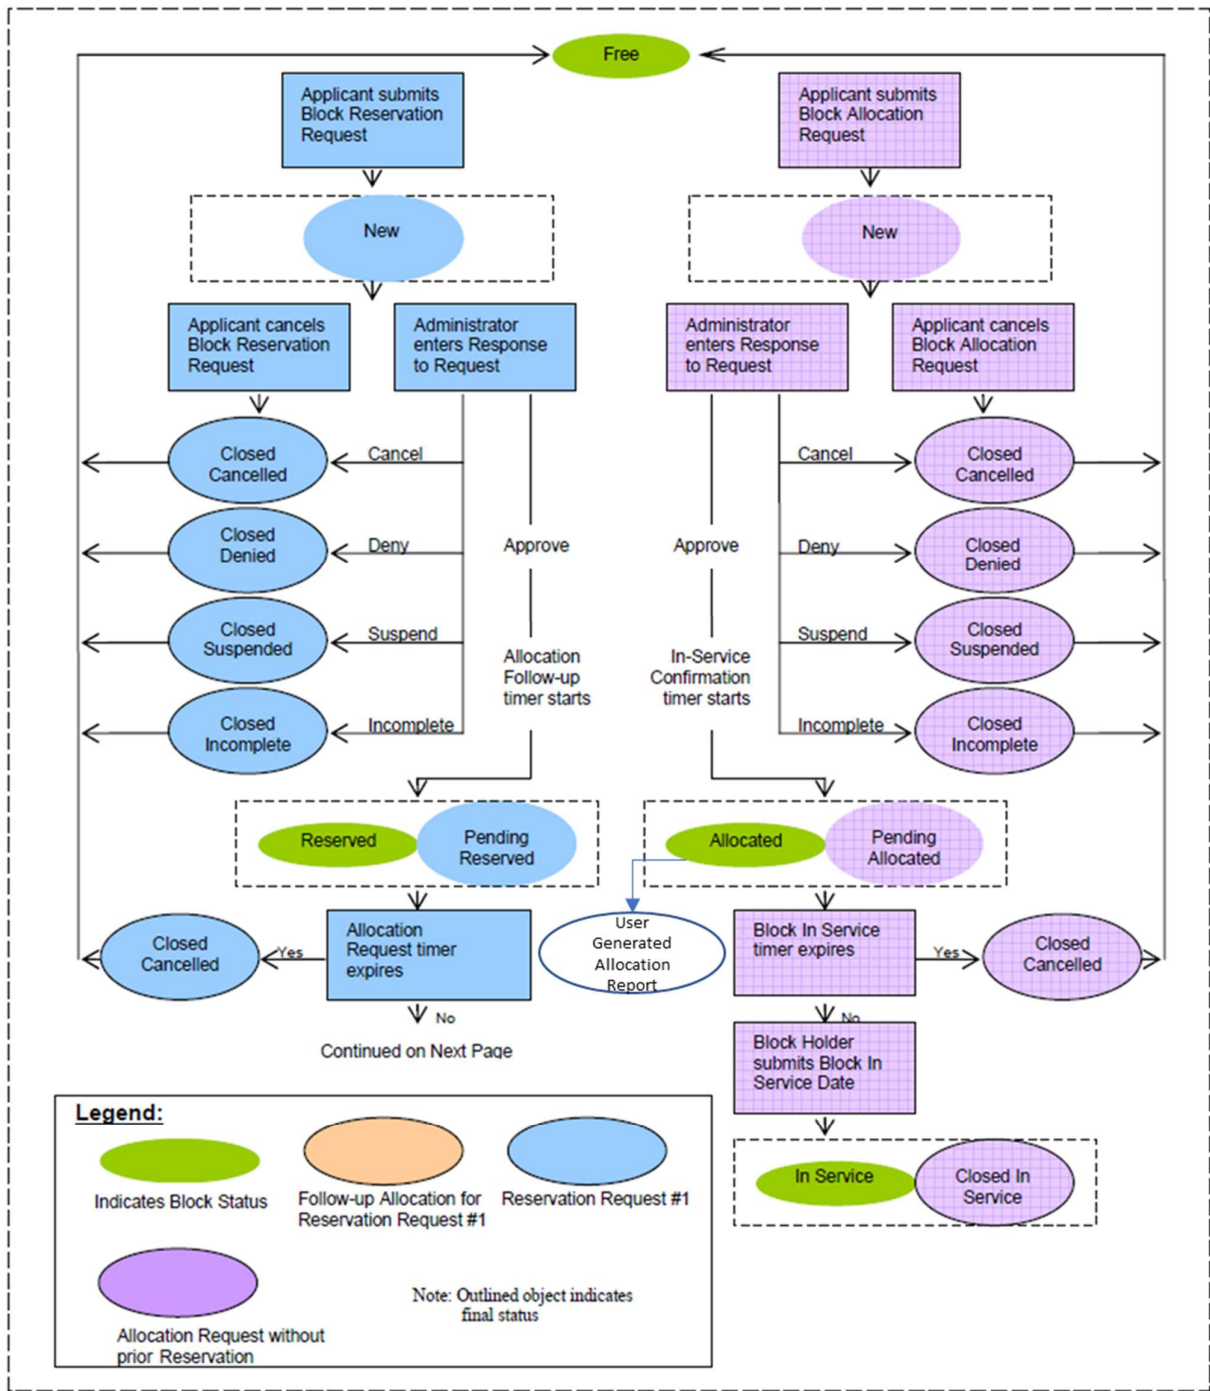 Free
Applicant submits
Block Reservation
Request
Applicant submits
Block Allocation
Request
New
New
Applicant cancels
Block Reservation
Request
Administrator
enters Response
to Request
Administrator
enters Response
to Request
Applicant cancels
Block Allocation
Request
Closed
Cancelled
Cancel
Cancel
Closed
Cancelled
Closed
Denied
Deny
Approve
Approve
Deny
Closed
Denied
Closed
Suspended
Suspend
Allocation
Follow-up
timer starts
In-Service
Confirmation
timer starts
Suspend
Closed
Suspended
Closed
Incomplete
Incomplete
Incomplete
Closed
Incomplete
Reserved
Pending
Reserved
Allocated
Pending
Allocated
Closed
Cancelled
Yes
Allocation
Request timer
expires
User
Generated
Allocation
Report
Block In Service
timer expires
Yes
Closed
Cancelled
No
No
Continued on Next Page
Block Holder
submits Block In
Service Date
In Service
Closed In
Service
Legend:
Indicates Block Status
Follow-up Allocation for
Reservation Request #1
Reservation Request #1
Allocation Request without
prior Reservation
Note: Outlined object indicates
final status